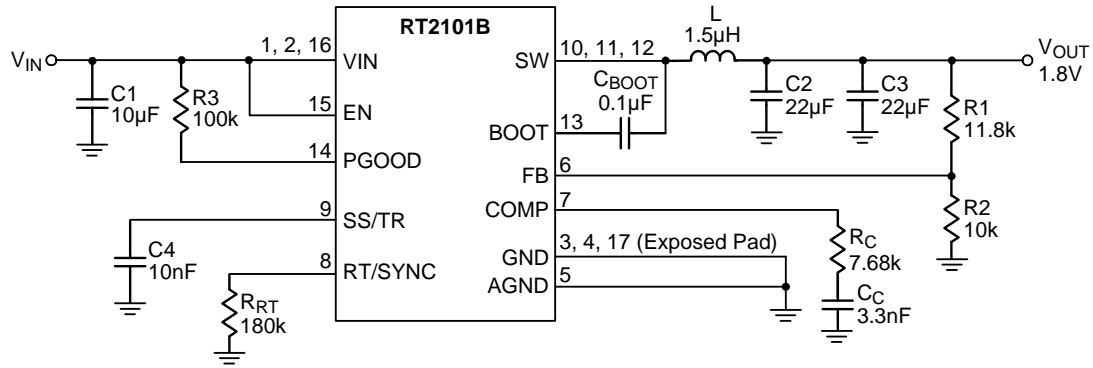 RT2101B
L
1.5µH
VIN
1, 2, 16
VIN
SW
10, 11, 12
VOUT
1.8V
CBOOT
0.1µF
C1
10µF
R3
100k
15
EN
C2
22µF
C3
22µF
R1
11.8k
BOOT
13
14
PGOOD
FB
6
COMP
7
R2
10k
9
SS/TR
C4
10nF
RC
7.68k
GND
3, 4, 17 (Exposed Pad)
8
RT/SYNC
AGND
5
CC
3.3nF
RRT
180k